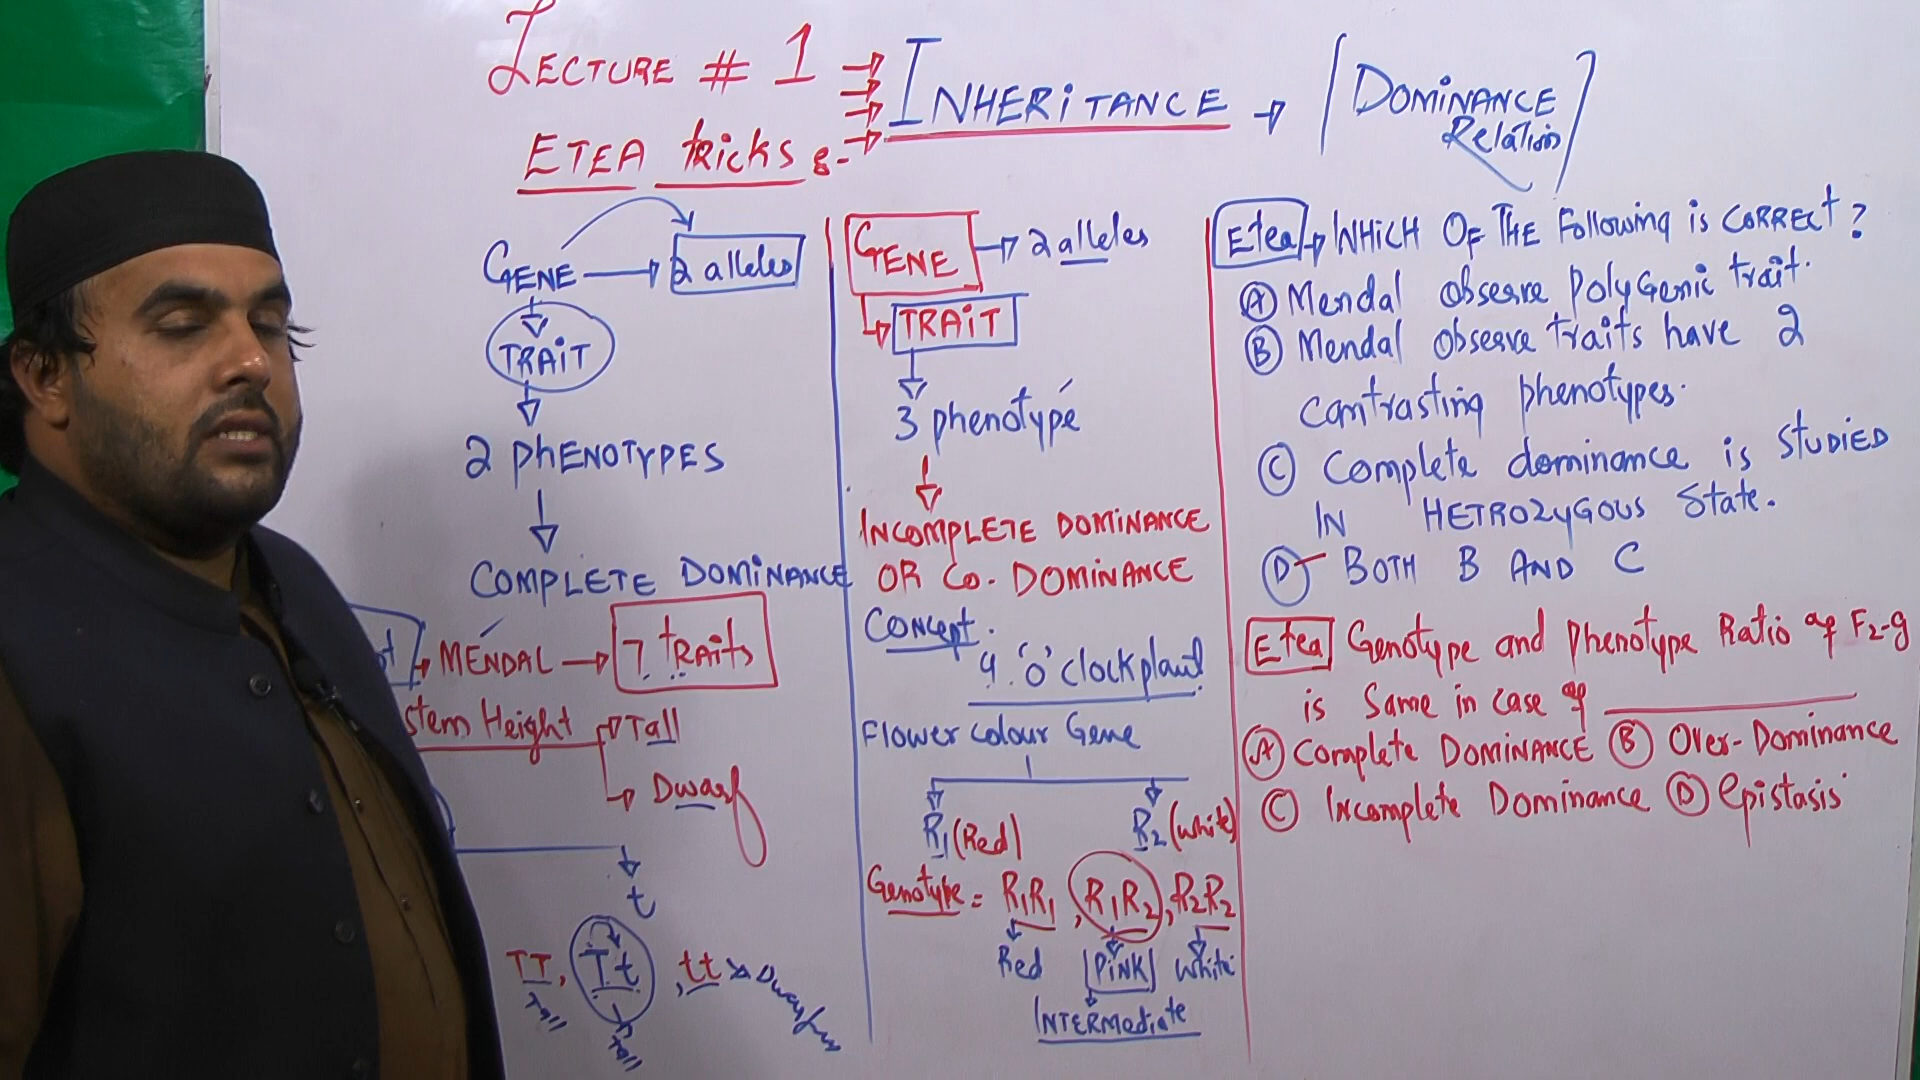 LECTURE # 1
ETEA tricks :-
INHERITANCE → [DOMINANCE
Relation]
GENE → 2 alleles
TRAIT
2 PHENOTYPES
COMPLETE DOMINANCE
MENDAL → 7 tRAits
stem Height → Tall
→ Dwarf
t
TT, Tt, tt → Dwarf
Tall
Tall
GENE → 2 alleles
TRAIT
3 phenotype
INCOMPLETE DOMINANCE
OR Co-DOMINANCE
Concept.
4 'O' clock plant
Flower colour Gene
R1 (Red) R2 (white)
Genotype = R1R1, R1R2, R2R2
Red PINK White
INTERMediate
Etea → WHICH OF THE Following is CORRECt?
A Mendal observe polyGenic trait.
B Mendal observe traits have 2
contrasting phenotypes.
C Complete dominance is StuDIED
IN HETROZYGOUS State.
D BOTH B AND C
Etea Genotype and Phenotype Ratio of F2-g
is Same in case of ________
A Complete DOMINANCE B Over-Dominance
C Incomplete Dominance D Epistasis